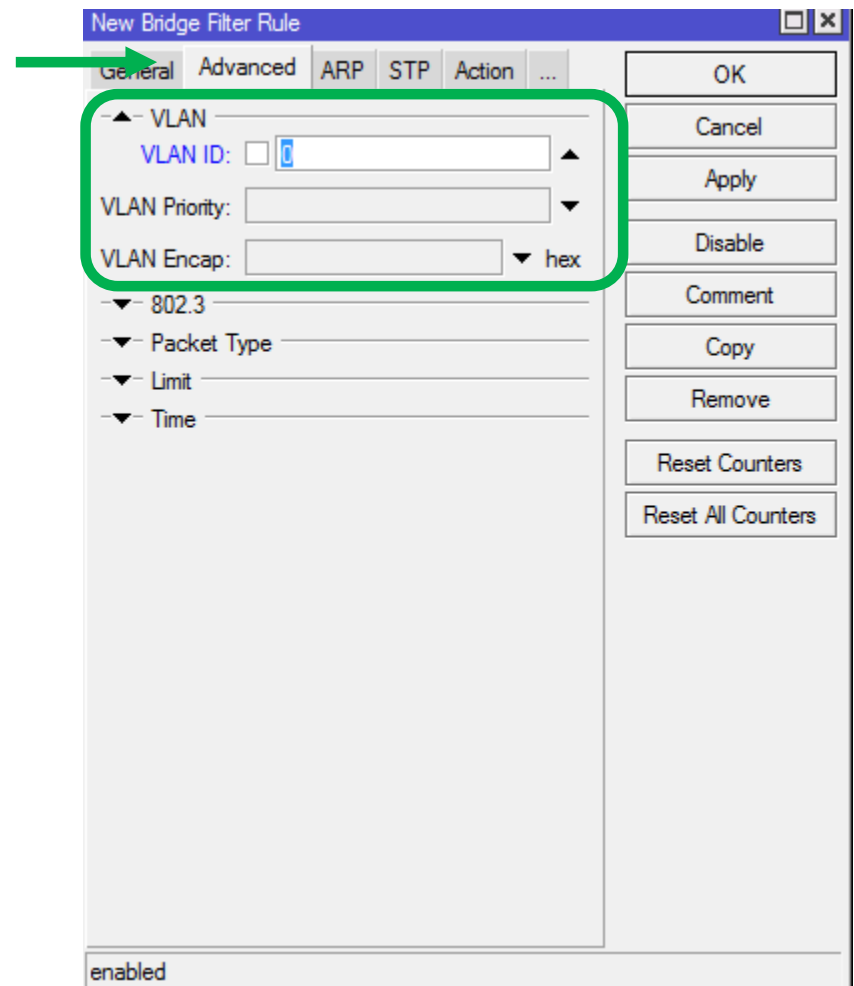 New Bridge Filter Rule
General Advanced ARP STP Action ...
VLAN
VLAN ID: 0
VLAN Priority:
VLAN Encap: hex
802.3
Packet Type
Limit
Time
OK
Cancel
Apply
Disable
Comment
Copy
Remove
Reset Counters
Reset All Counters
enabled